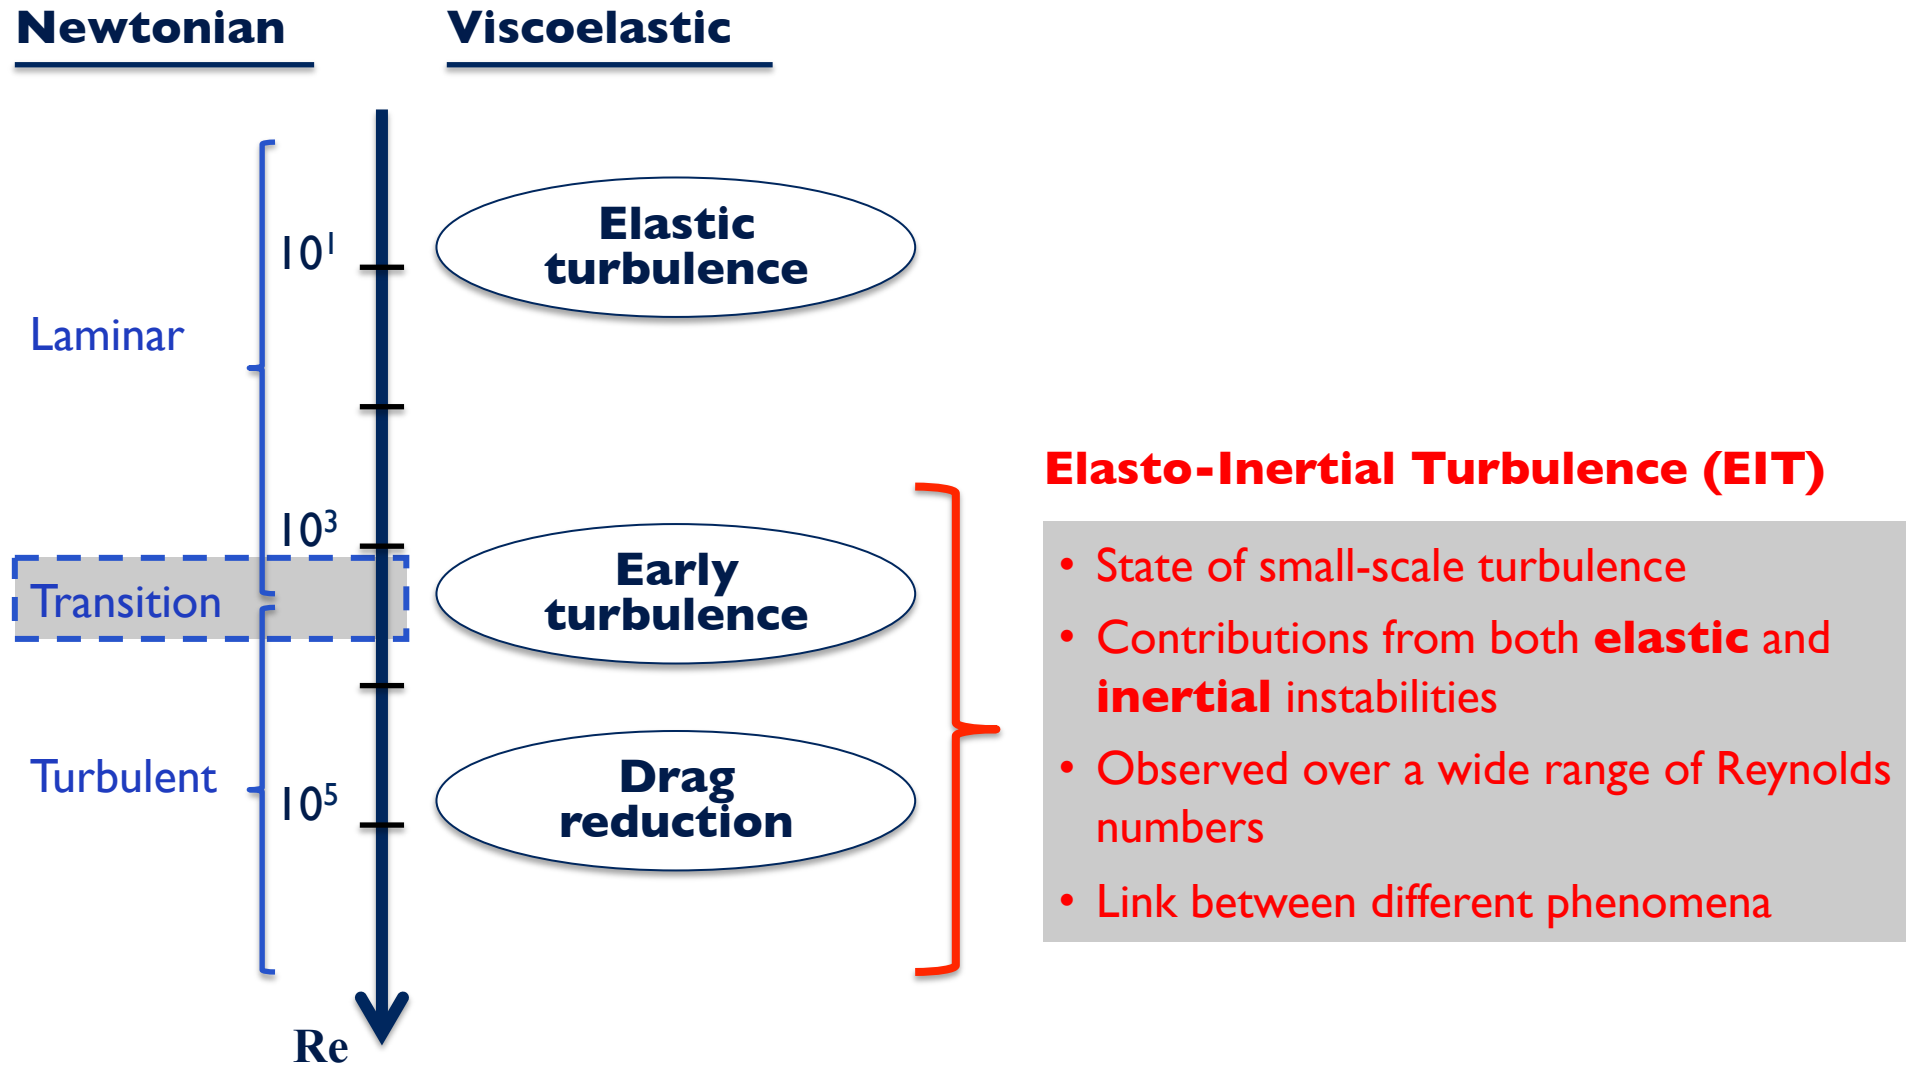 Newtonian
Viscoelastic
Elastic
turbulence
10¹
Laminar
Elasto-Inertial Turbulence (EIT)
10³
Early
turbulence
Transition
• State of small-scale turbulence
• Contributions from both elastic and
inertial instabilities
• Observed over a wide range of Reynolds
numbers
• Link between different phenomena
Turbulent
10⁵
Drag
reduction
Re